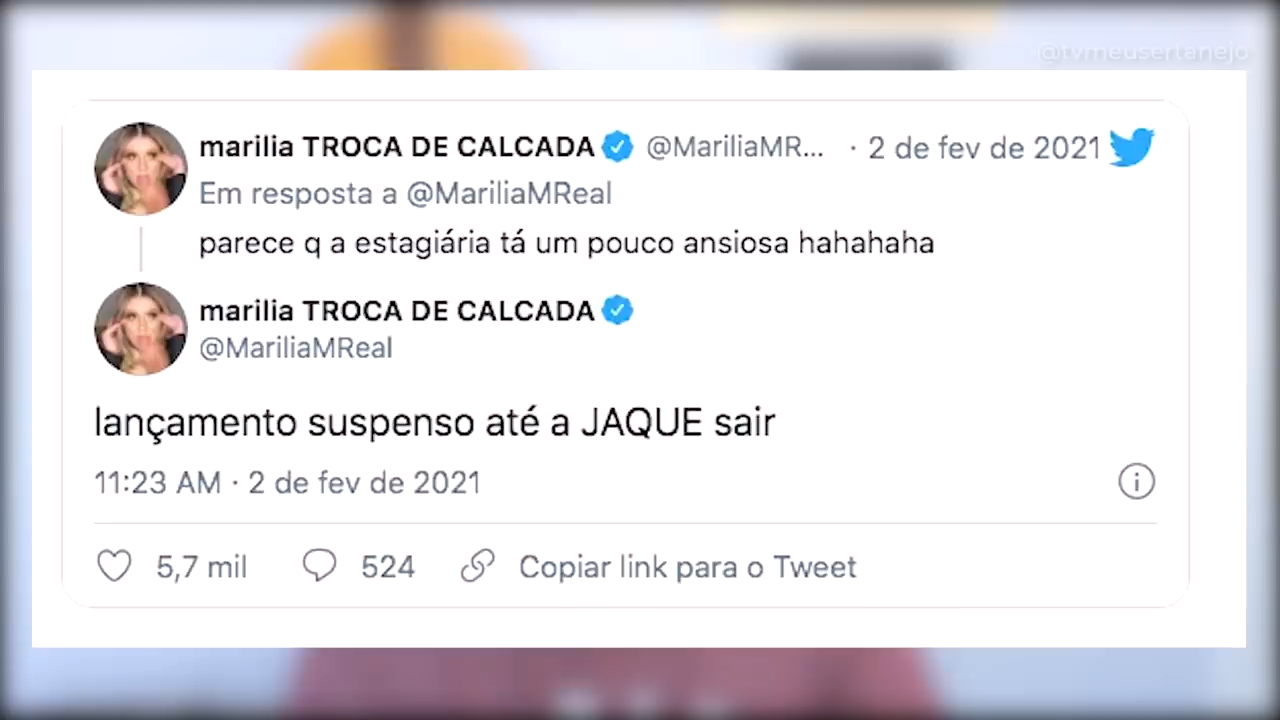 @tvmeusertanejo
marilia TROCA DE CALCADA @MariliaMR... · 2 de fev de 2021
Em resposta a @MariliaMReal
parece q a estagiária tá um pouco ansiosa hahahaha
marilia TROCA DE CALCADA
@MariliaMReal
lançamento suspenso até a JAQUE sair
11:23 AM · 2 de fev de 2021
5,7 mil 524 Copiar link para o Tweet